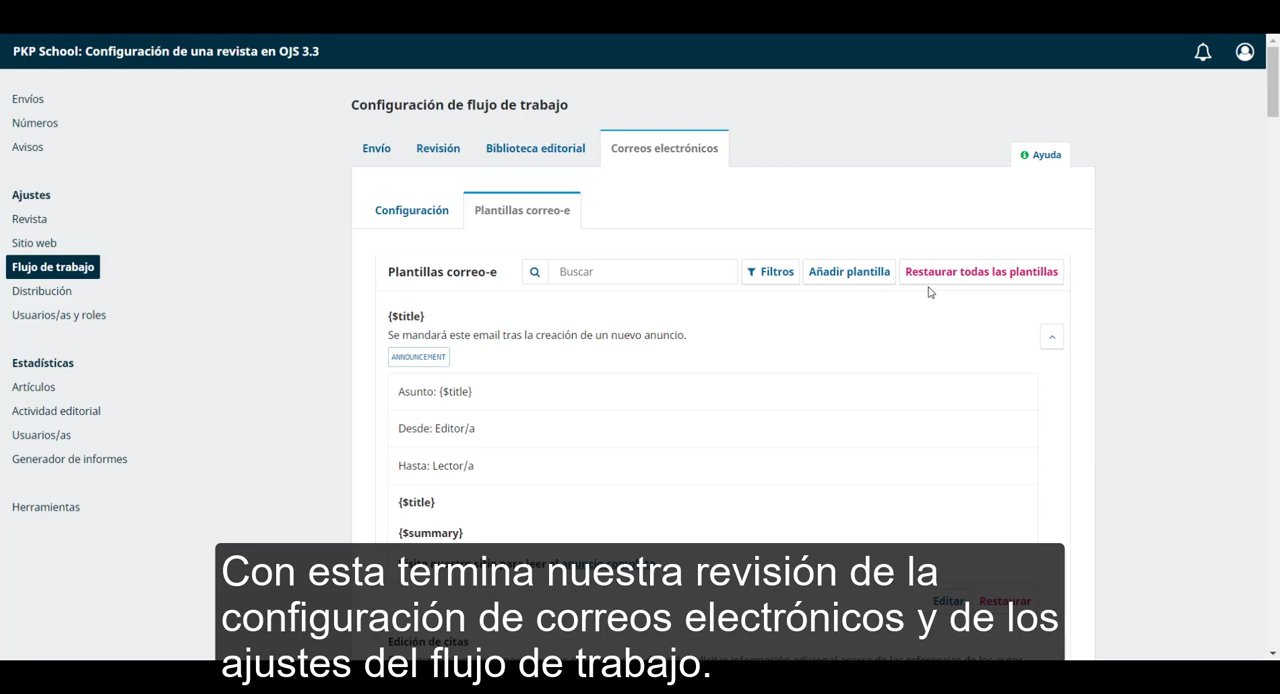 PKP School: Configuración de una revista en OJS 3.3
Envíos
Números
Avisos
Ajustes
Revista
Sitio web
Flujo de trabajo
Distribución
Usuarios/as y roles
Estadísticas
Artículos
Actividad editorial
Usuarios/as
Generador de informes
Herramientas
Configuración de flujo de trabajo
Envío Revisión Biblioteca editorial Correos electrónicos
Ayuda
Configuración Plantillas correo-e
Plantillas correo-e Buscar Filtros Añadir plantilla Restaurar todas las plantillas
{$title}
Se mandará este email tras la creación de un nuevo anuncio.
ANNOUNCEMENT
Asunto: {$title}
Desde: Editor/a
Hasta: Lector/a
{$title}
{$summary}
Editar Restaurar
Edición de citas
Con esta termina nuestra revisión de la
configuración de correos electrónicos y de los
ajustes del flujo de trabajo.